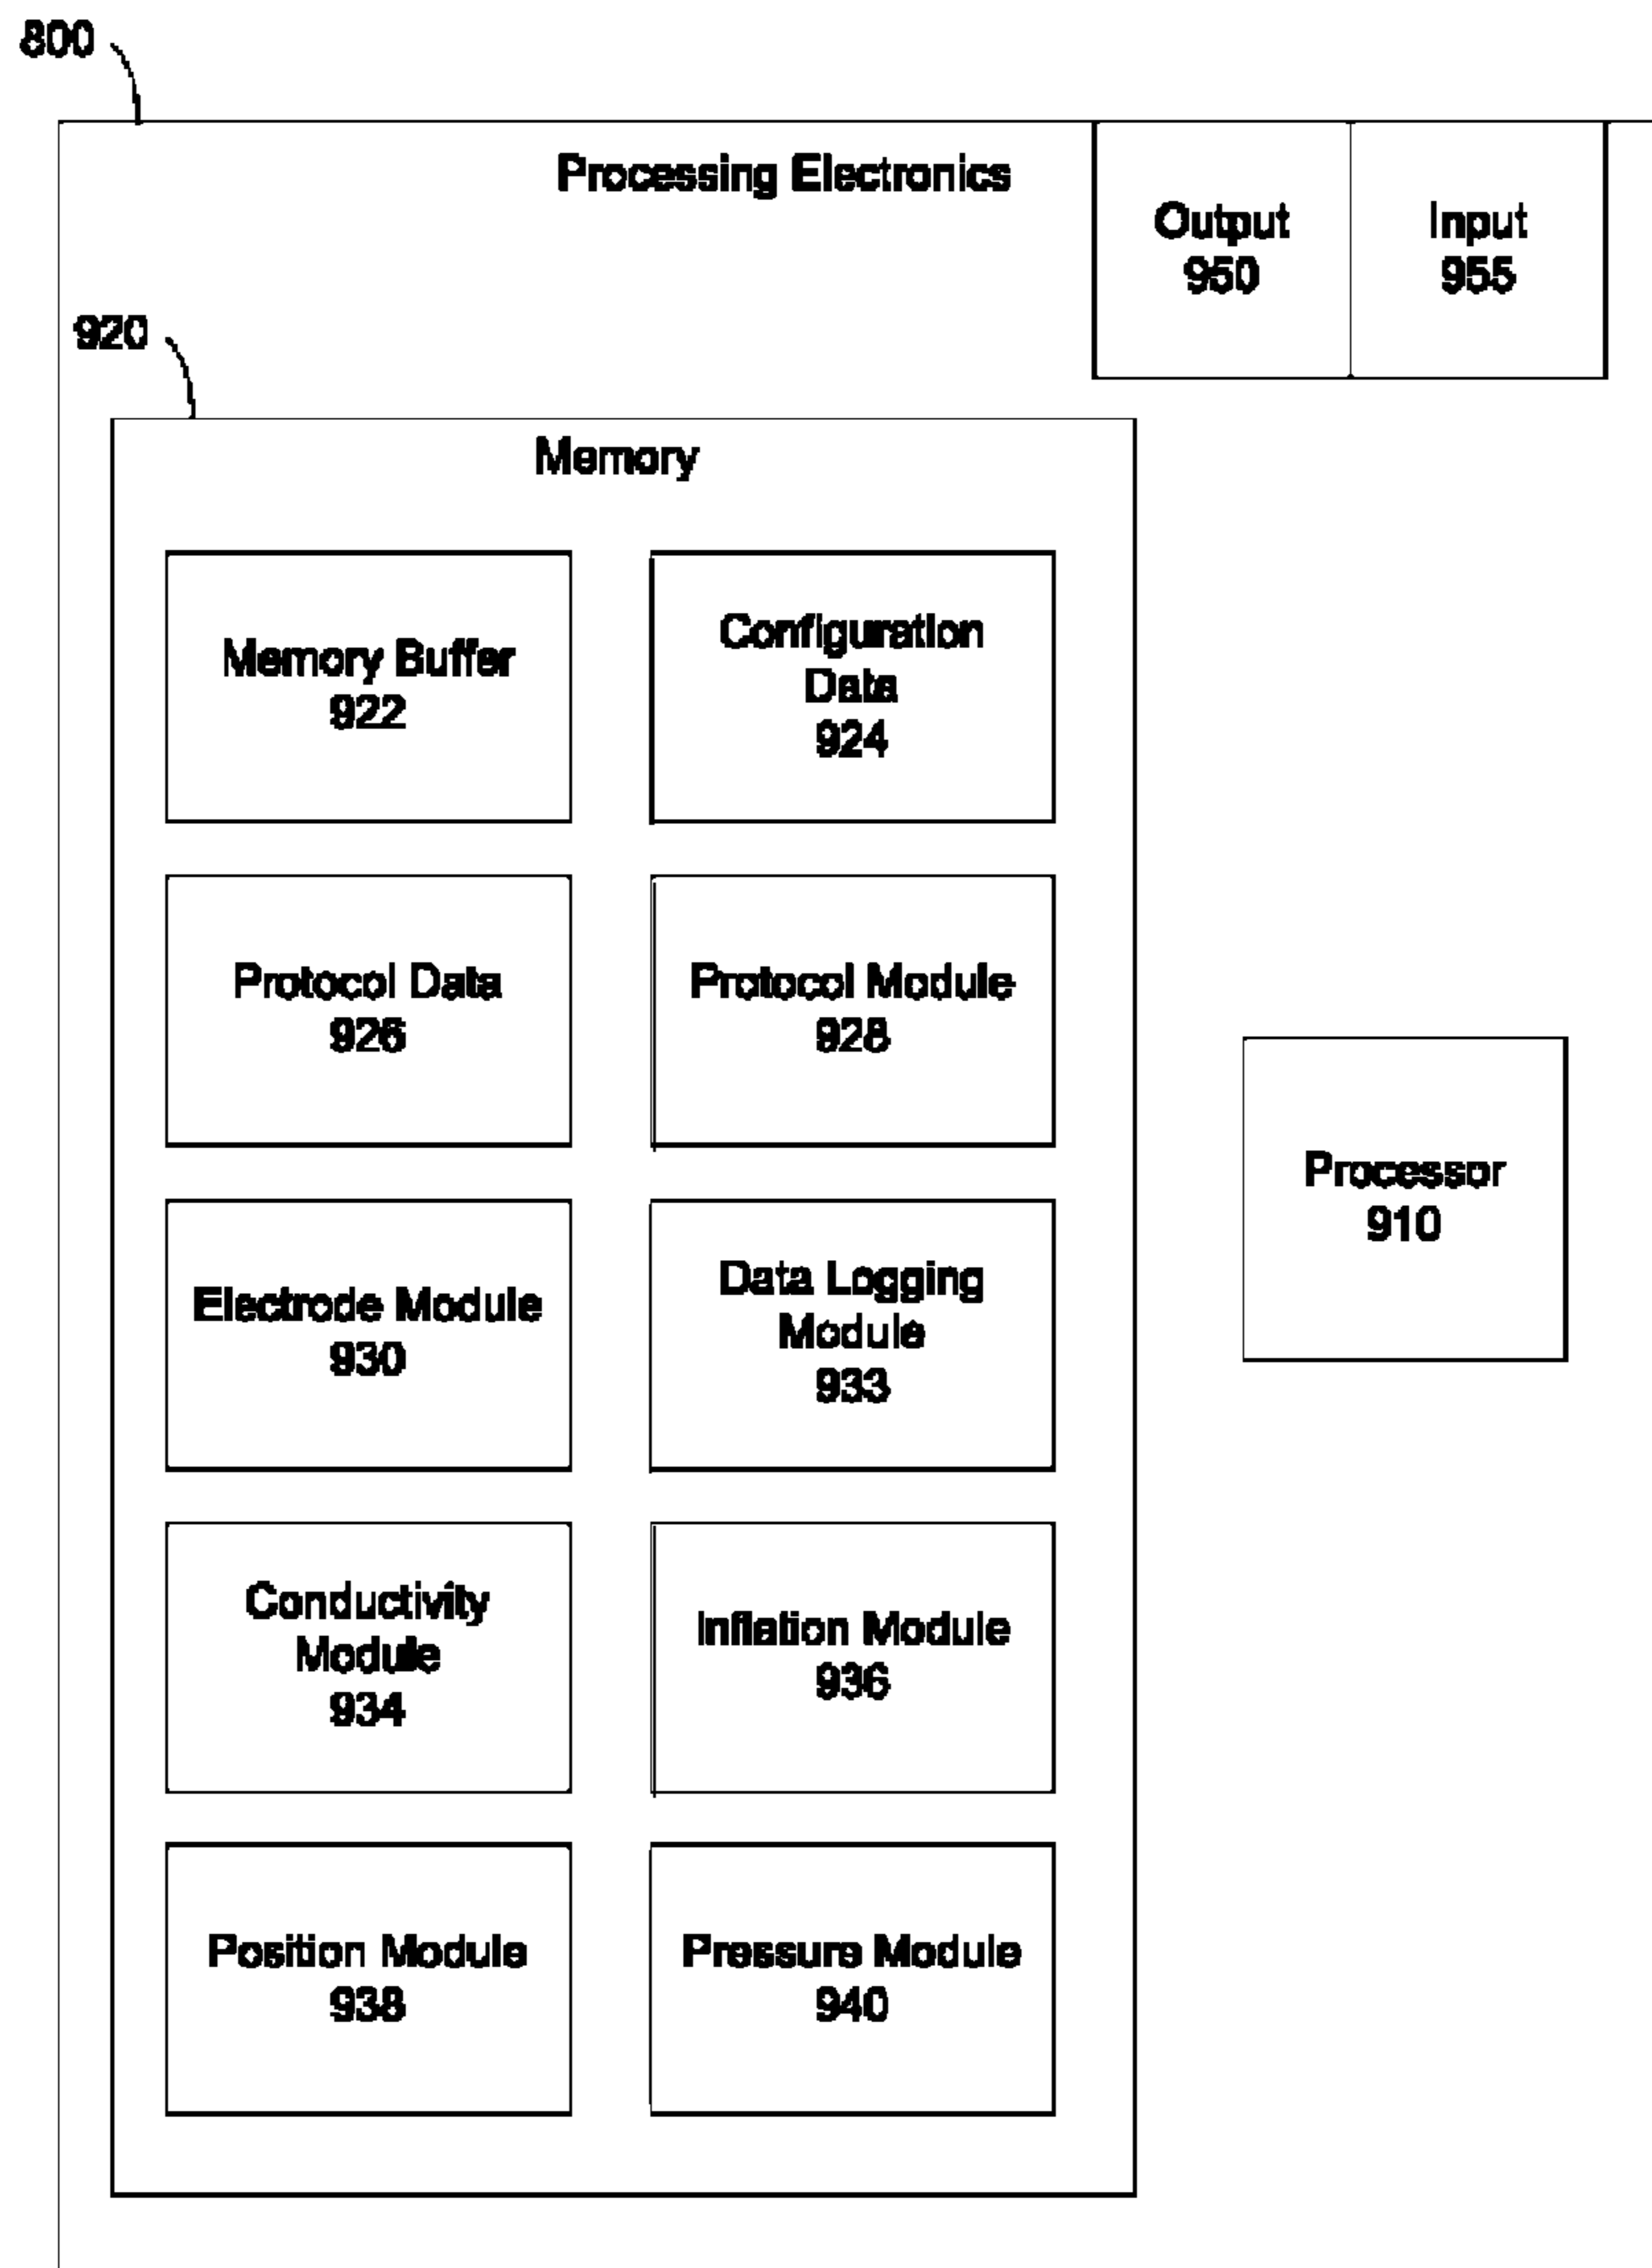 800
Processing Electronics
Output
950
Input
955
920
Memory
Memory Buffer
922
Configuration
Data
924
Protocol Data
926
Protocol Module
928
Processor
910
Electrode Module
930
Data Logging
Module
933
Conductivity
Module
934
Inflation Module
936
Position Module
938
Pressure Module
940